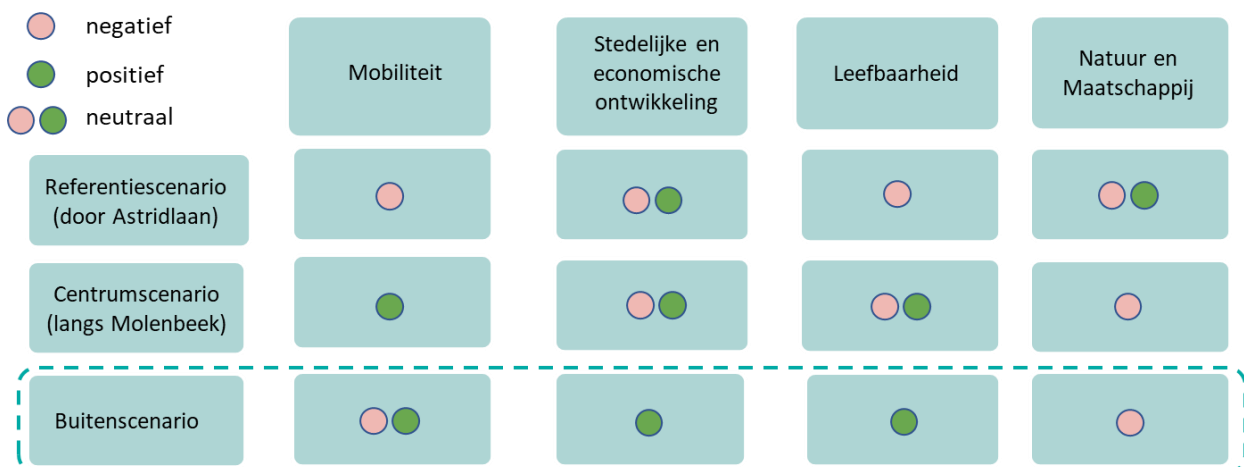 negatief
positief
neutraal
Mobiliteit
Stedelijke en
economische
ontwikkeling
Leefbaarheid
Natuur en
Maatschappij
Referentiescenario
(door Astridlaan)
Centrumscenario
(langs Molenbeek)
Buitenscenario